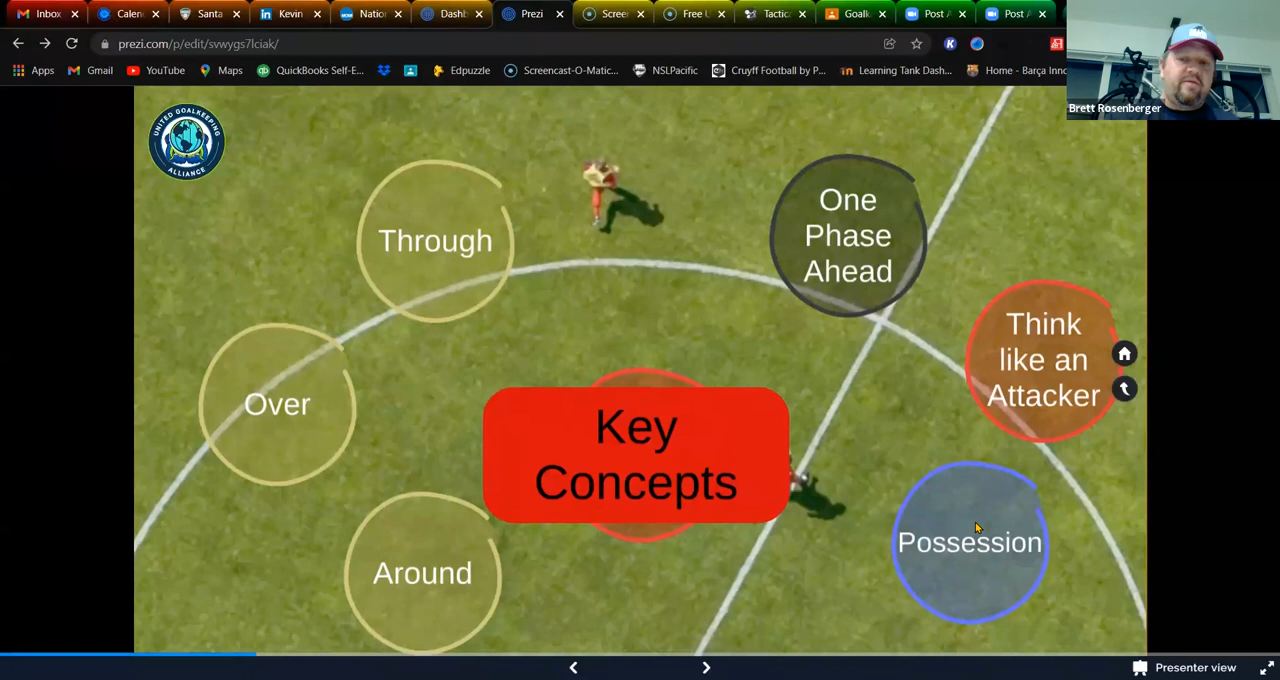 Inbox
Calen
Santa
Kevin
Natio
Dashb
Prezi
Scree
Free U
Tactica
Goalk
Post A
Post A
prezi.com/p/edit/svwygs7lciak/
Apps
Gmail
YouTube
Maps
QuickBooks Self-E...
Edpuzzle
Screencast-O-Matic...
NSLPacific
Cruyff Football by P...
Learning Tank Dash...
Home - Barça Inno
Brett Rosenberger
UNITED GOALKEEPING
ALLIANCE
Through
One
Phase
Ahead
Think
like an
Attacker
Over
Key
Concepts
Possession
Around
Presenter view